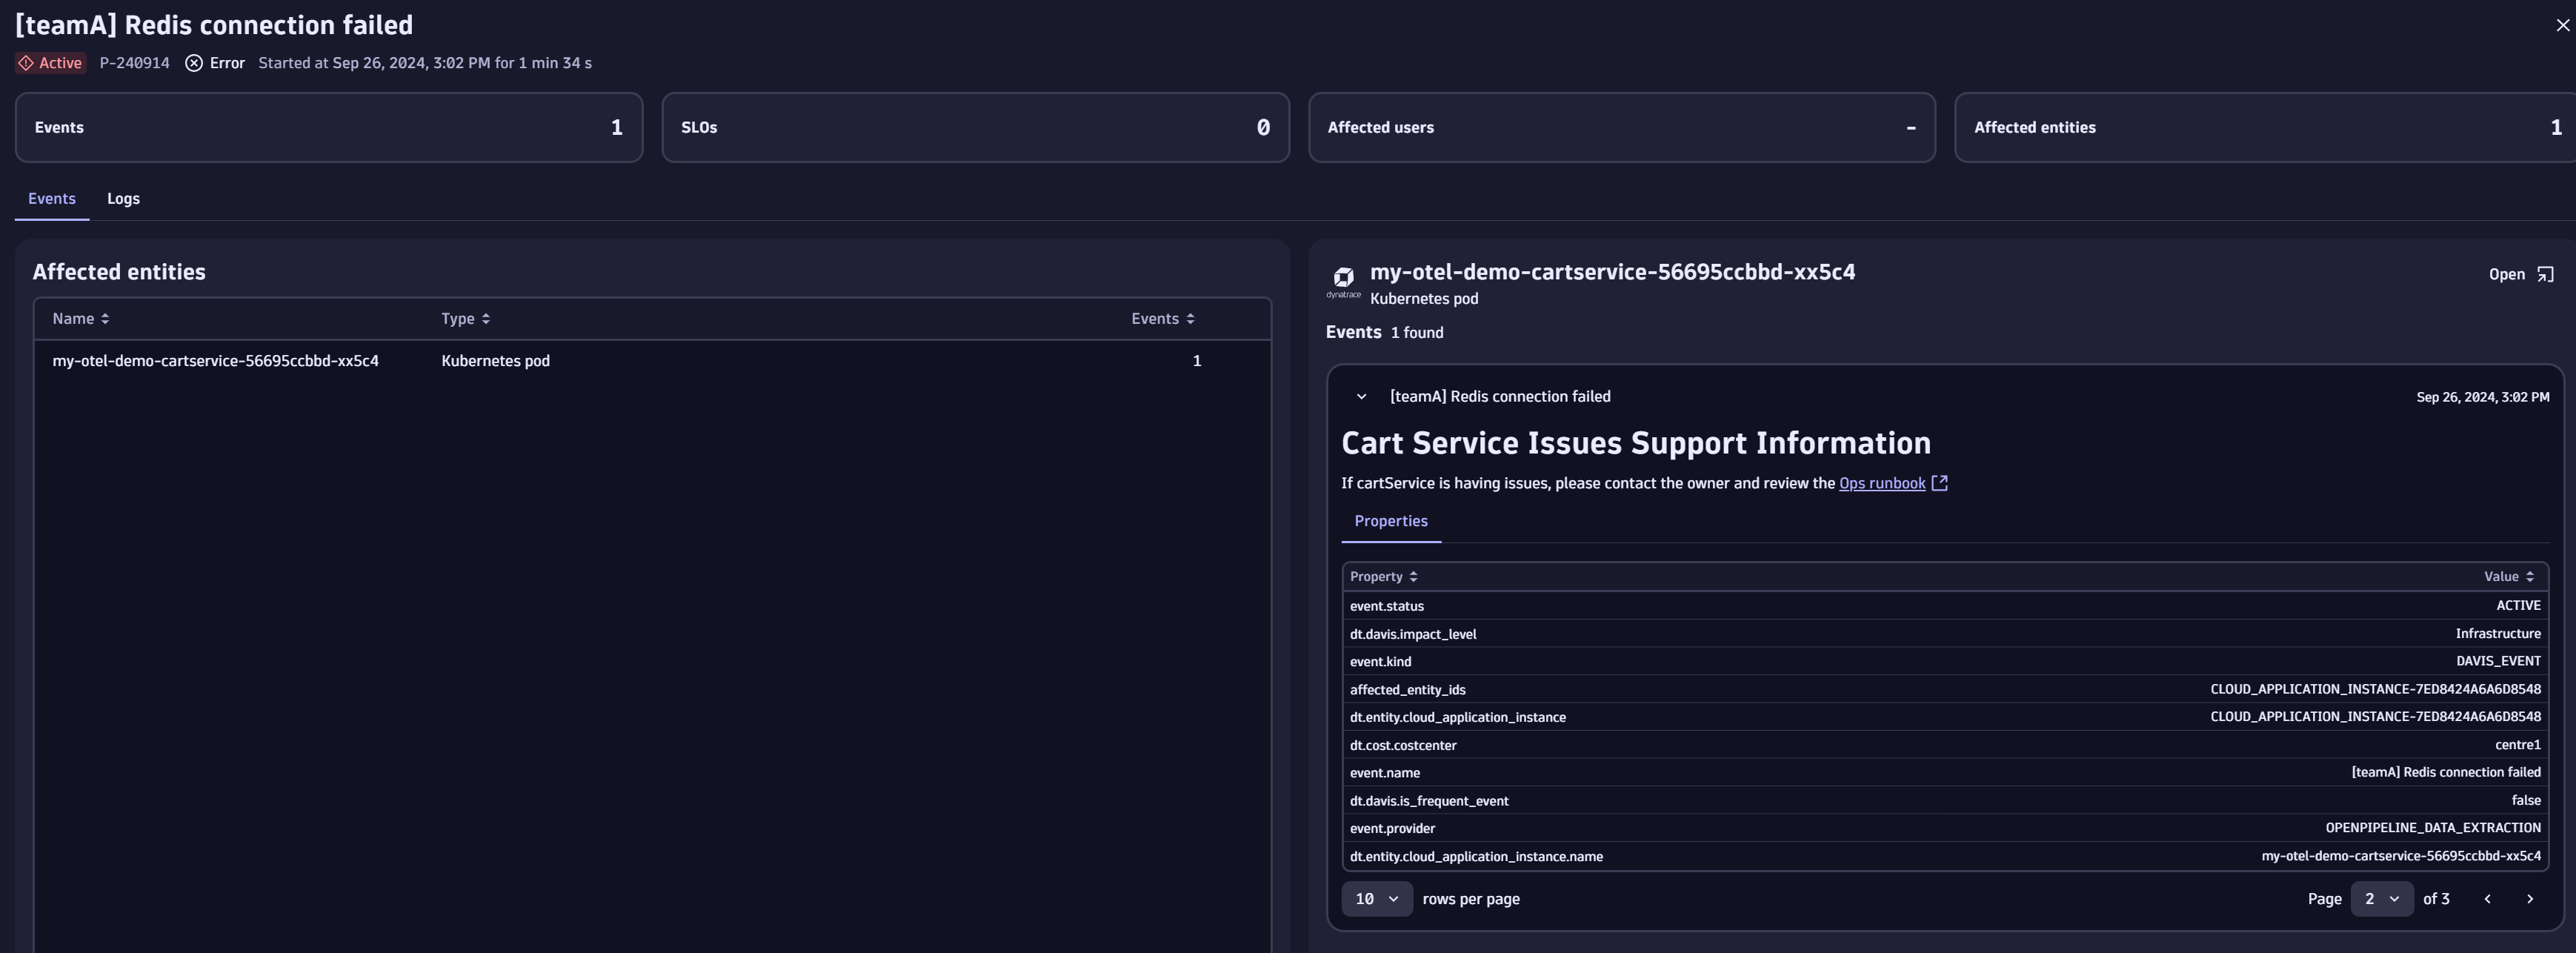 [teamA] Redis connection failed
Active P-240914 Error Started at Sep 26, 2024, 3:02 PM for 1 min 34 s
Events 1
SLOs 0
Affected users -
Affected entities 1
Events Logs
Affected entities
Name Type Events
my-otel-demo-cartservice-56695ccbbd-xx5c4 Kubernetes pod 1
dynatrace
my-otel-demo-cartservice-56695ccbbd-xx5c4
Kubernetes pod
Open
Events 1 found
[teamA] Redis connection failed Sep 26, 2024, 3:02 PM
Cart Service Issues Support Information
If cartService is having issues, please contact the owner and review the Ops runbook
Properties
Property Value
event.status ACTIVE
dt.davis.impact_level Infrastructure
event.kind DAVIS_EVENT
affected_entity_ids CLOUD_APPLICATION_INSTANCE-7ED8424A6A6D8548
dt.entity.cloud_application_instance CLOUD_APPLICATION_INSTANCE-7ED8424A6A6D8548
dt.cost.costcenter centre1
event.name [teamA] Redis connection failed
dt.davis.is_frequent_event false
event.provider OPENPIPELINE_DATA_EXTRACTION
dt.entity.cloud_application_instance.name my-otel-demo-cartservice-56695ccbbd-xx5c4
10 rows per page Page 2 of 3